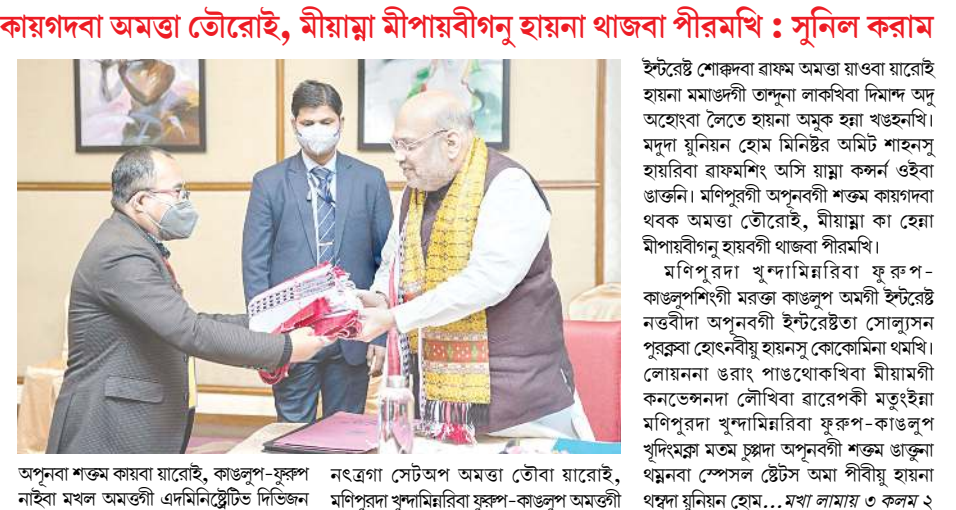 কায়গদবা অমত্তা তৌরোই, মীয়াম্না মীপায়বীগনু হায়না থাজবা পীরমখি : সুনিল করাম
অপুনবা শক্তম কায়বা য়ারোই, কাঙলুপ-ফুরুপ
নাইবা মখল অমত্তগী এদমিনিষ্ট্রেটিভ দিভিজন
নৎত্রগা সেটঅপ অমত্তা তৌবা য়ারোই,
মণিপুরদা খুন্দামিন্নরিবা ফুরুপ-কাঙলুপ অমত্তগী
ইন্টরেষ্ট শোক্কদবা ৱাফম অমত্তা য়াওবা য়ারোই
হায়না মমাঙদগী তান্দুনা লাকখিবা দিমান্দ অদু
অহোংবা লৈতে হায়না অমুক হন্না খঙহনখি।
মদুদা য়ুনিয়ন হোম মিনিষ্টর অমিট শাহনসু
হায়রিবা ৱাফমশিং অসি য়াম্না কন্সর্ন ওইবা
ঙাক্তনি। মণিপুরগী অপুনবগী শক্তম কায়গদবা
থবক অমত্তা তৌরোই, মীয়াম্না কা হেন্না
মীপায়বীগনু হায়বগী থাজবা পীরমখি।
মণিপুরদা খুন্দামিন্নরিবা ফুরুপ-
কাঙলুপশিংগী মরক্তা কাঙলুপ অমগী ইন্টরেষ্ট
নত্তবীদা অপুনবগী ইন্টরেষ্টতা সোল্যুসন
পুরক্নবা হোৎনবীয়ু হায়নসু কোকোমিনা থমখি।
লোয়ননা ঙরাং পাঙথোকখিবা মীয়ামগী
কনভেন্সনদা লৌখিবা ৱারেপকী মতুংইন্না
মণিপুরদা খুন্দামিন্নরিবা ফুরুপ-কাঙলুপ
খুদিংমক্না মতম চুপ্পদা অপুনবগী শক্তম ঙাক্তুনা
থম্ননবা স্পেসল ষ্টেটস অমা পীবীয়ু হায়না
থম্বদা য়ুনিয়ন হোম...মখা লামায় ৩ কলম ২